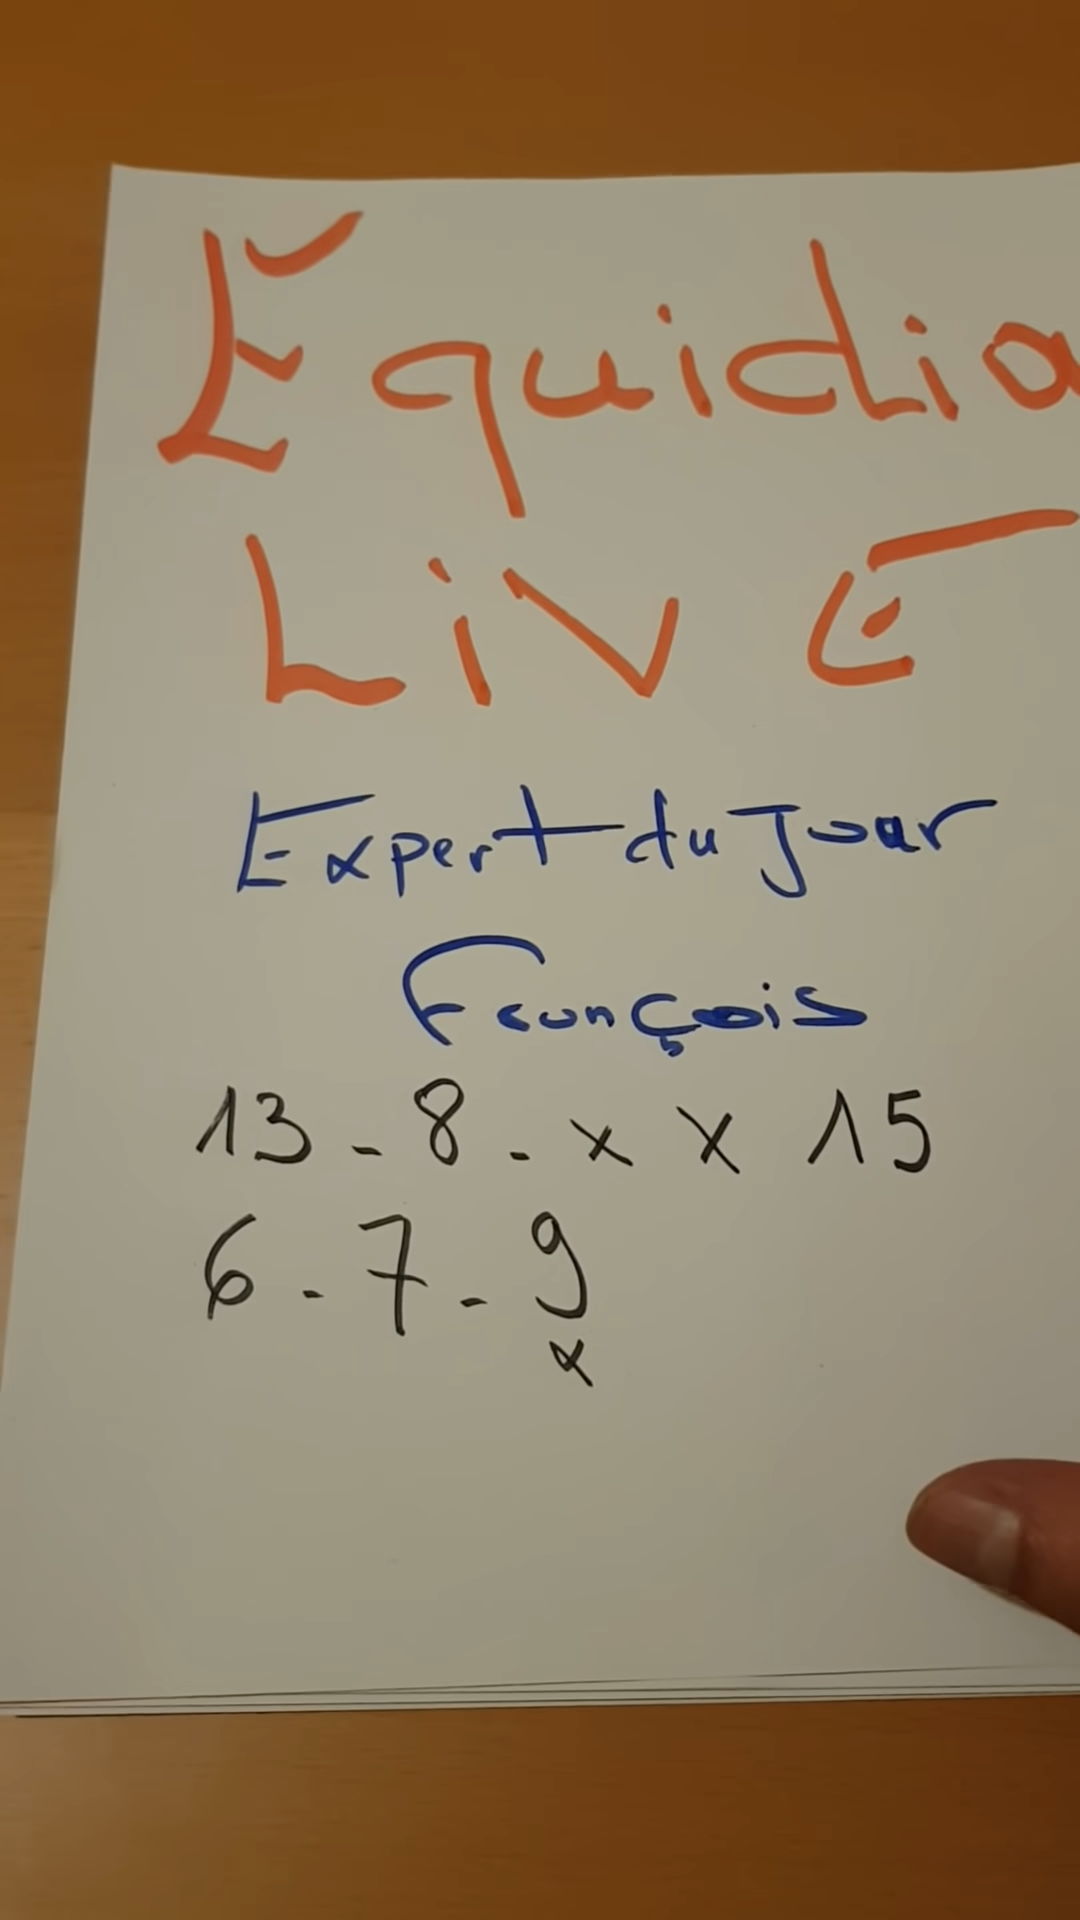 Equidia
LiVE
Expert du Jour
François
13 - 8 - x x 15
6 - 7 - 9
x